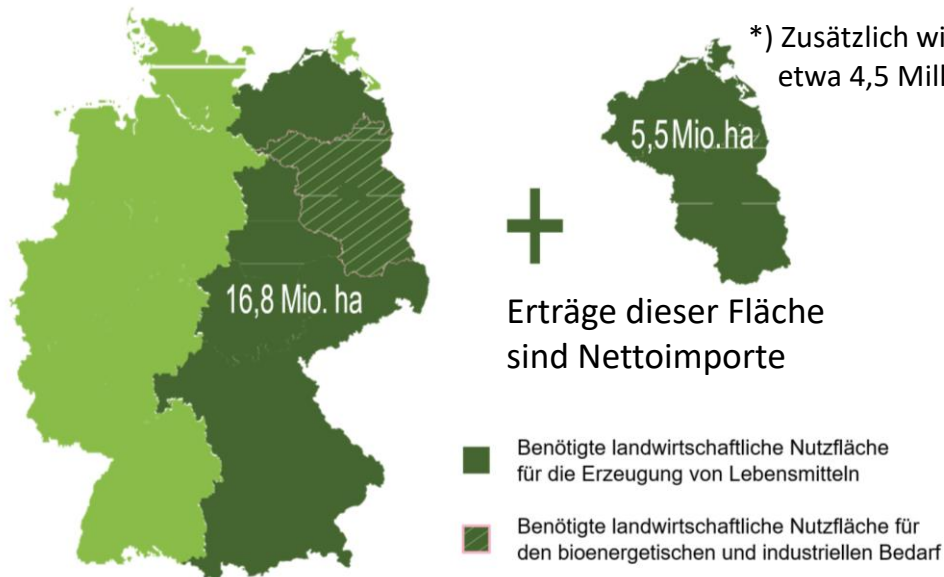 *) Zusätzlich wi
etwa 4,5 Mill
5,5 Mio. ha
16,8 Mio. ha
+
Erträge dieser Fläche
sind Nettoimporte
Benötigte landwirtschaftliche Nutzfläche
für die Erzeugung von Lebensmitteln
Benötigte landwirtschaftliche Nutzfläche für
den bioenergetischen und industriellen Bedarf